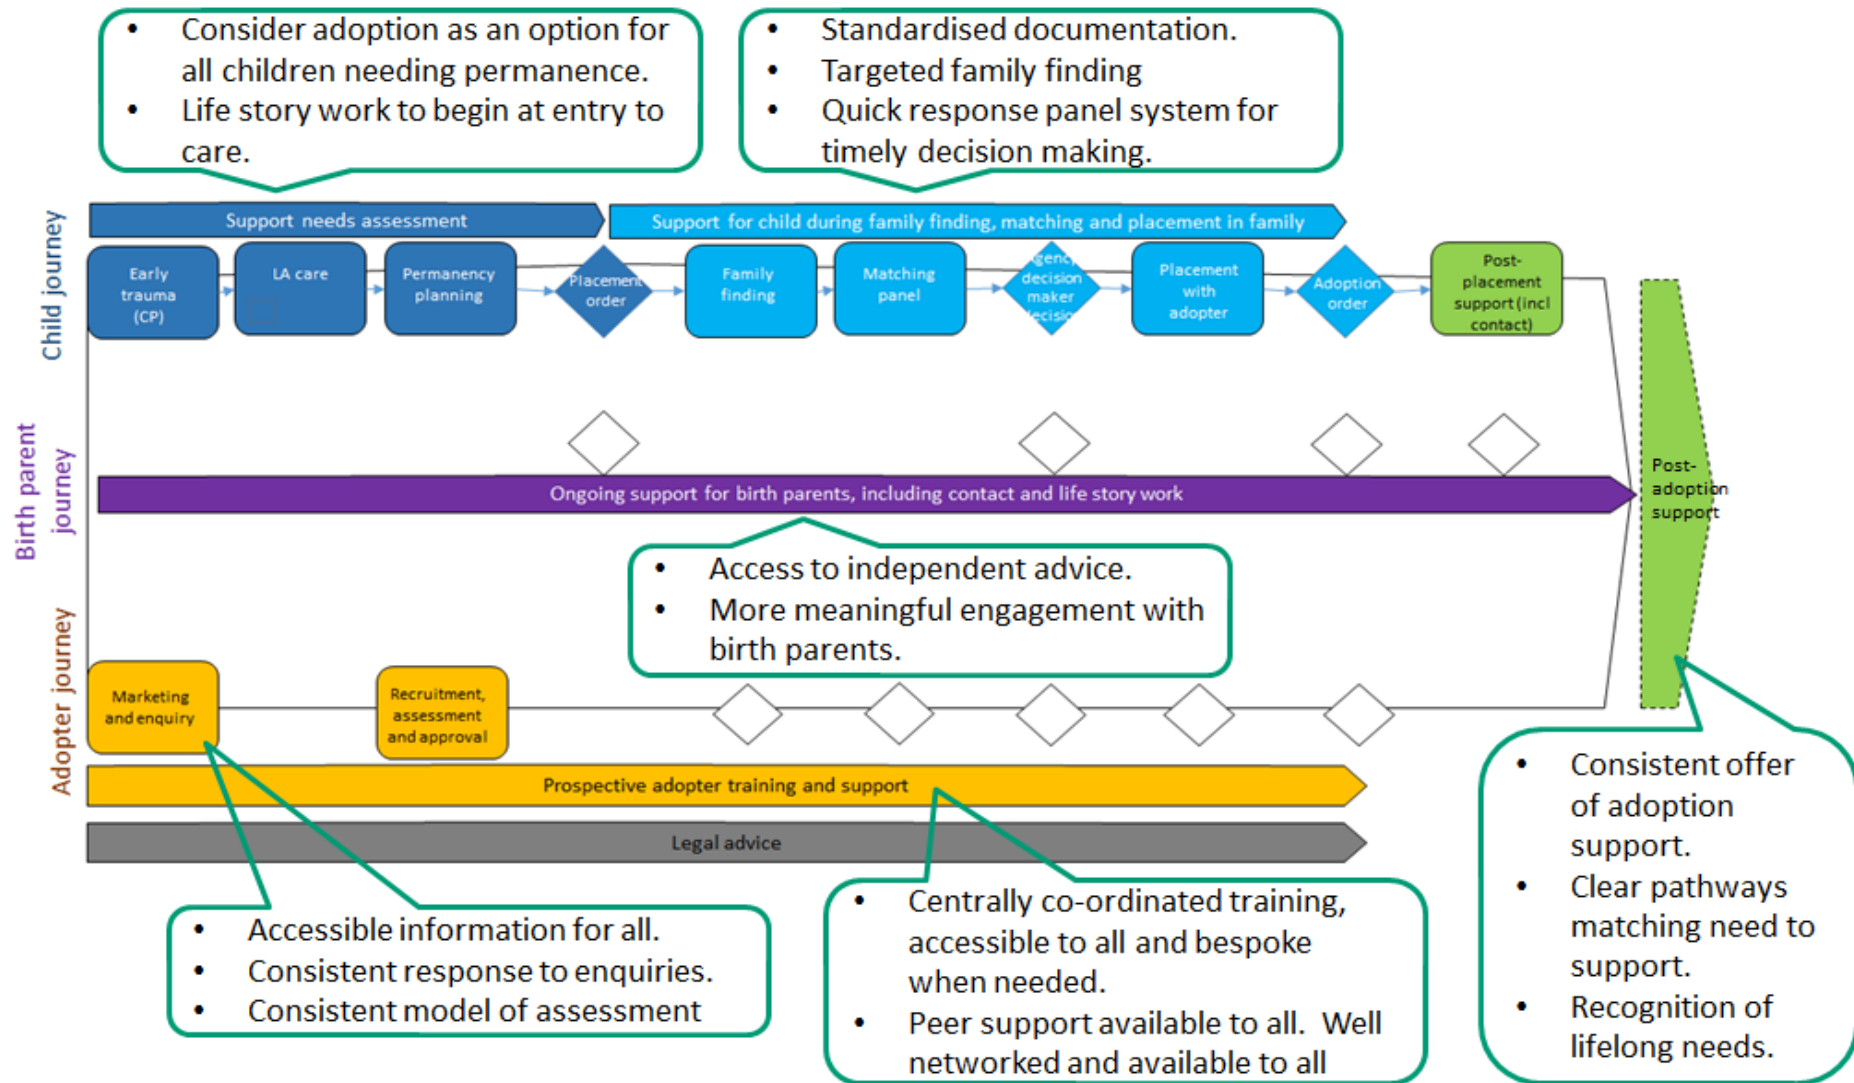 • Consider adoption as an option for
all children needing permanence.
• Life story work to begin at entry to
care.
• Standardised documentation.
• Targeted family finding
• Quick response panel system for
timely decision making.
Child journey
Support needs assessment
Support for child during family finding, matching and placement in family
Early
trauma
(CP)
LA care
Permanency
planning
Placement
order
Family
finding
Matching
panel
decision
maker
Placement
with
adopter
Adoption
order
Post-
placement
support (incl
contact)
Birth parent
journey
Ongoing support for birth parents, including contact and life story work
Post-
adoption
support
• Access to independent advice.
• More meaningful engagement with
birth parents.
Adopter journey
Marketing
and enquiry
Recruitment,
assessment
and approval
Prospective adopter training and support
Legal advice
• Accessible information for all.
• Consistent response to enquiries.
• Consistent model of assessment
• Centrally co-ordinated training,
accessible to all and bespoke
when needed.
• Peer support available to all. Well
networked and available to all
• Consistent offer
of adoption
support.
• Clear pathways
matching need to
support.
• Recognition of
lifelong needs.